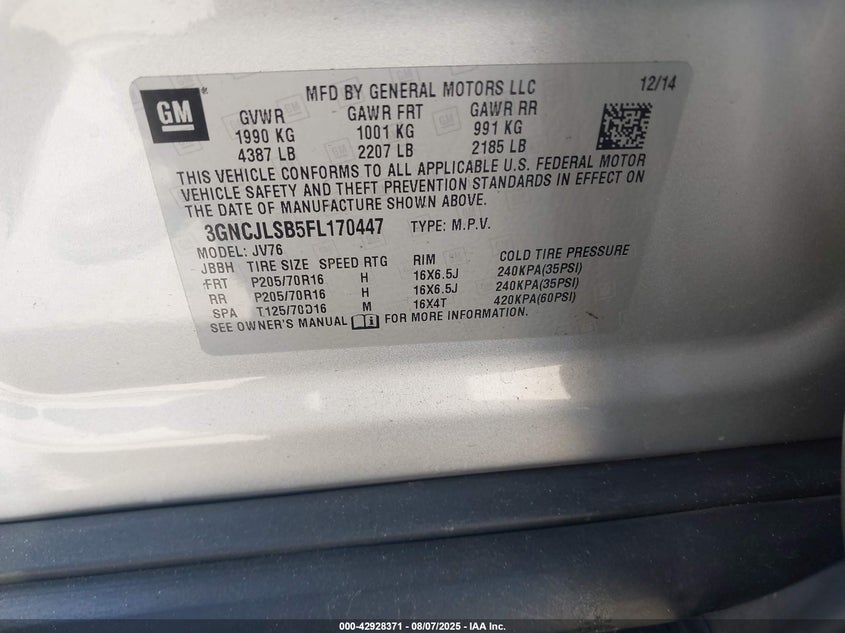 GM
MFD BY GENERAL MOTORS LLC 12/14
GVWR GAWR FRT GAWR RR
1990 KG 1001 KG 991 KG
4387 LB 2207 LB 2185 LB
THIS VEHICLE CONFORMS TO ALL APPLICABLE U.S. FEDERAL MOTOR
VEHICLE SAFETY AND THEFT PREVENTION STANDARDS IN EFFECT ON
THE DATE OF MANUFACTURE SHOWN ABOVE.
3GNCJLSB5FL170447 TYPE: M.P.V.
MODEL: JV76
JBBH TIRE SIZE SPEED RTG RIM COLD TIRE PRESSURE
FRT P205/70R16 H 16X6.5J 240KPA(35PSI)
RR P205/70R16 H 16X6.5J 240KPA(35PSI)
SPA T125/70D16 M 16X4T 420KPA(60PSI)
SEE OWNER'S MANUAL FOR MORE INFORMATION.
000-42928371 - 08/07/2025 - IAA Inc.